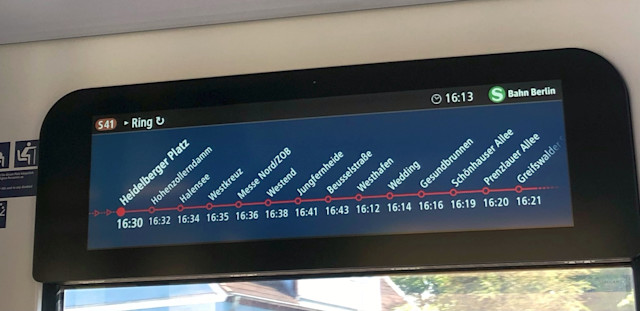 16:13 S Bahn Berlin
S41 ▸ Ring ↻
Heidelberger Platz
Hohenzollerndamm
Halensee
Westkreuz
Messe Nord/ZOB
Westend
Jungfernheide
Beusselstraße
Westhafen
Wedding
Gesundbrunnen
Schönhauser Allee
Prenzlauer Allee
Greifswalder
16:30 16:32 16:34 16:35 16:36 16:38 16:41 16:43 16:12 16:14 16:16 16:19 16:20 16:21